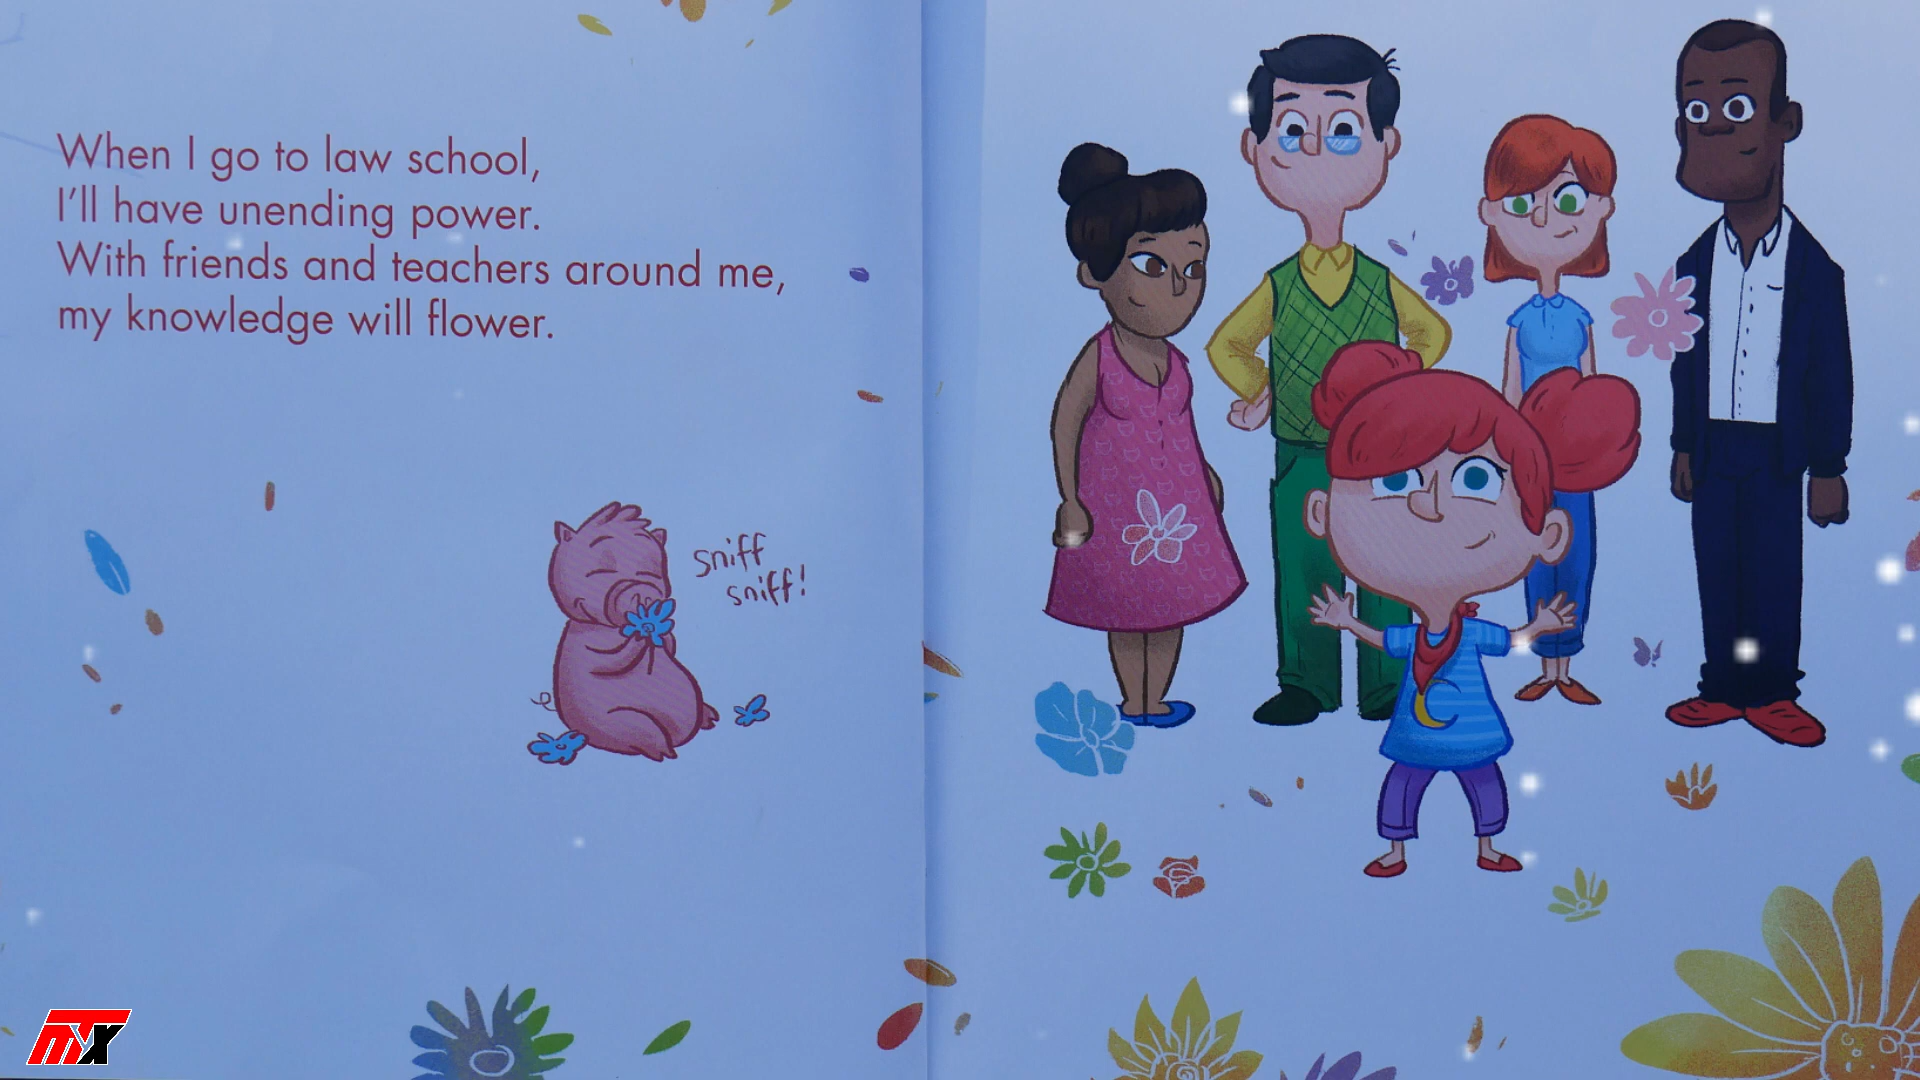 When I go to law school,
I'll have unending power.
With friends and teachers around me,
my knowledge will flower.
sniff
sniff!
MTX